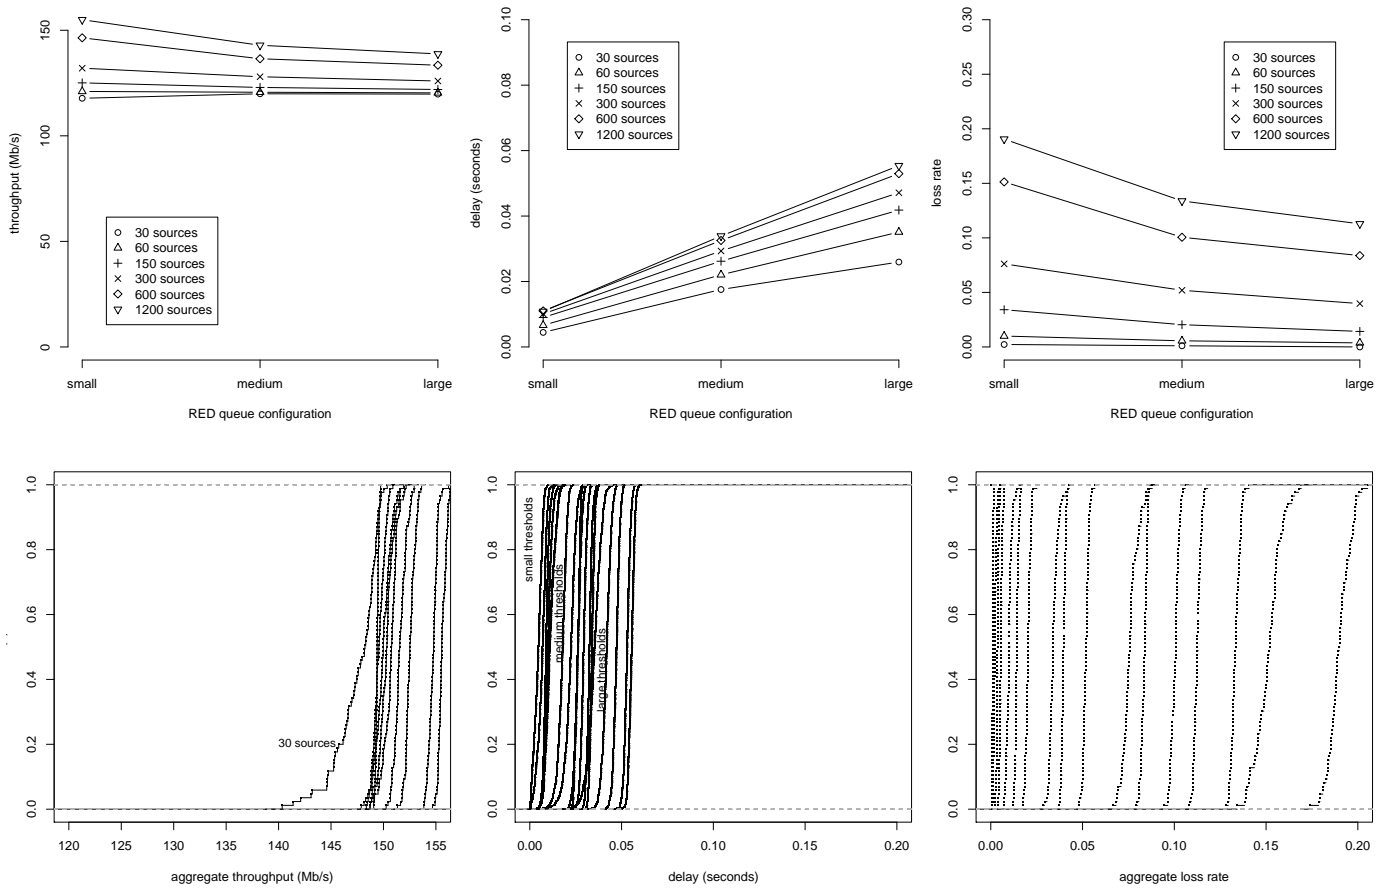 throughput (Mb/s)
150
100
50
0
30 sources
60 sources
150 sources
300 sources
600 sources
1200 sources
small
medium
large
RED queue configuration
delay (seconds)
0.10
0.08
0.06
0.04
0.02
0.00
30 sources
60 sources
150 sources
300 sources
600 sources
1200 sources
small
medium
large
RED queue configuration
loss rate
0.30
0.25
0.20
0.15
0.10
0.05
0.00
30 sources
60 sources
150 sources
300 sources
600 sources
1200 sources
small
medium
large
RED queue configuration
1.0
0.8
0.6
0.4
0.2
0.0
30 sources
120 125 130 135 140 145 150 155
aggregate throughput (Mb/s)
1.0
0.8
0.6
0.4
0.2
0.0
small thresholds
medium thresholds
large thresholds
0.00 0.05 0.10 0.15 0.20
delay (seconds)
1.0
0.8
0.6
0.4
0.2
0.0
0.00 0.05 0.10 0.15 0.20
aggregate loss rate